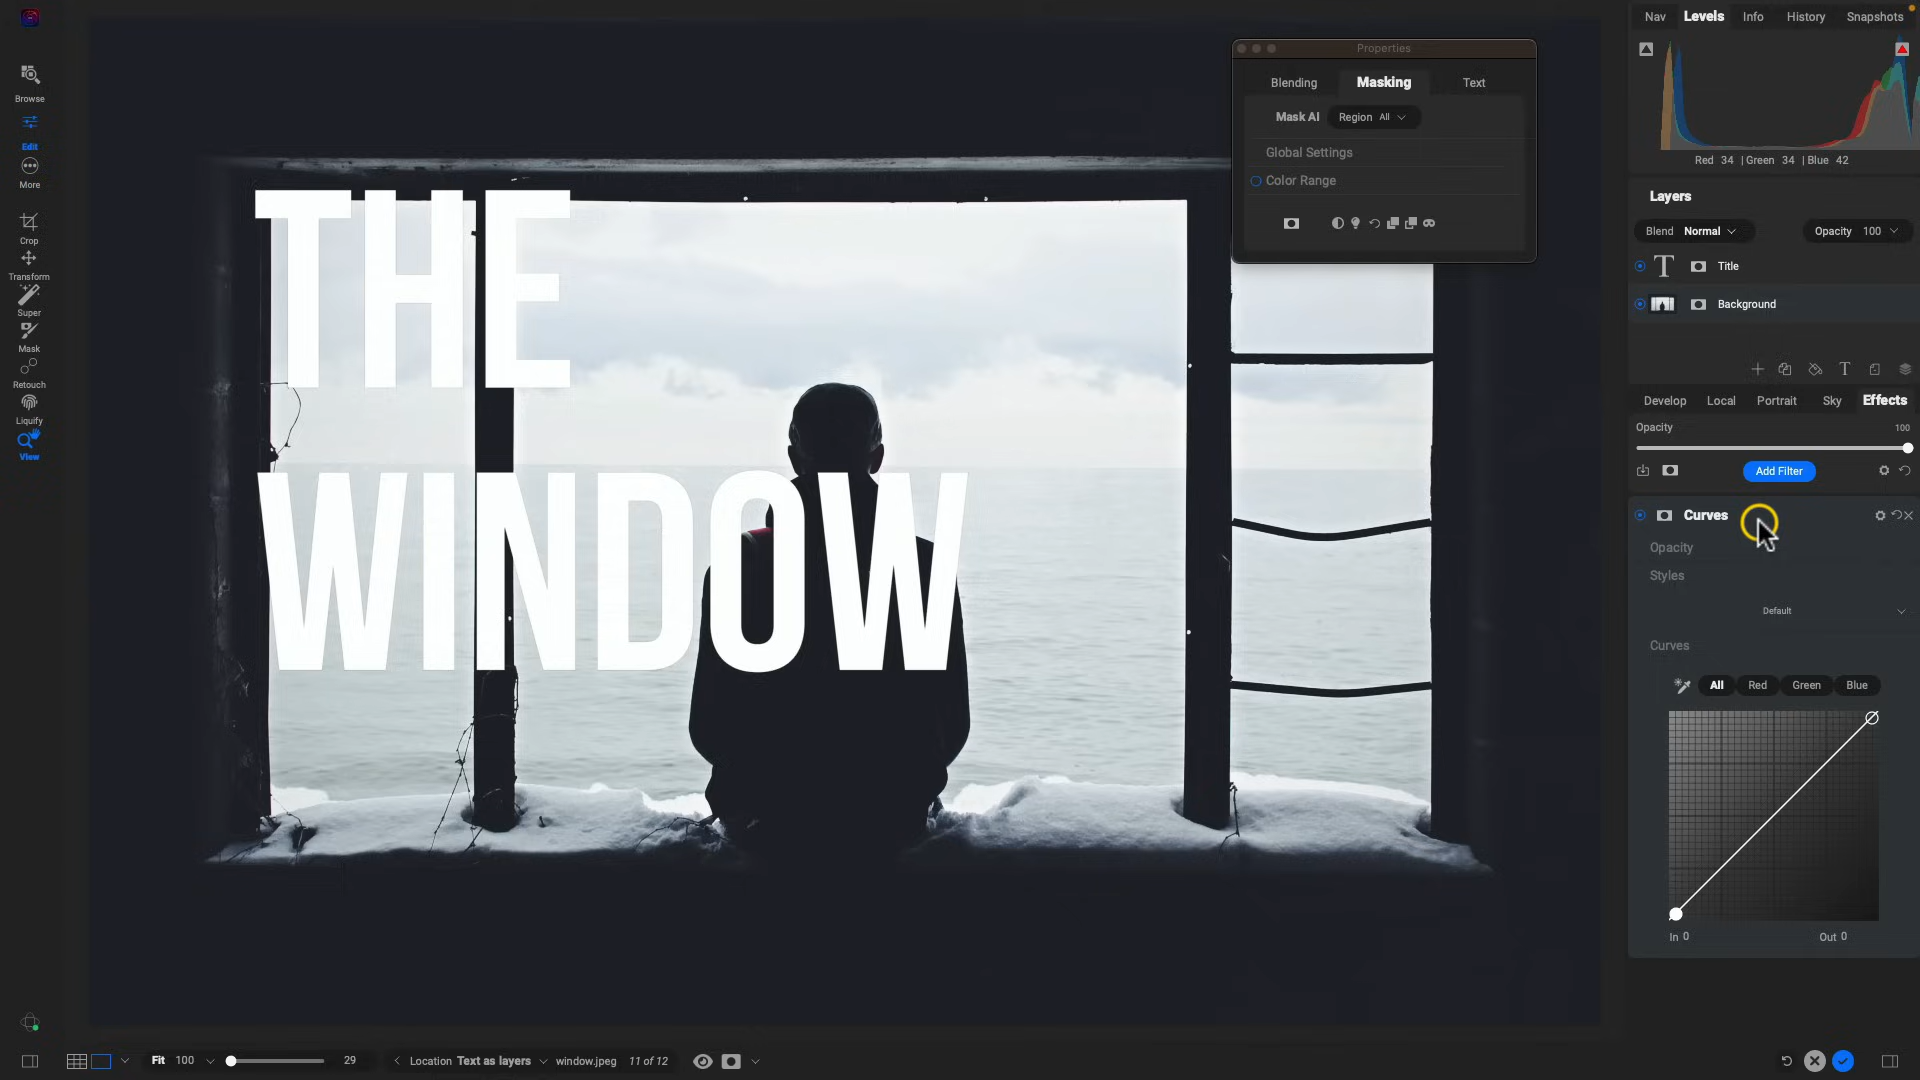 Nav Levels Info History Snapshots
Red 34 | Green 34 | Blue 42
Properties
Blending Masking Text
Mask AI Region All
Global Settings
Color Range
Browse
Edit
More
Crop
Transform
Super
Mask
Retouch
Liquify
View
THE
WINDOW
Layers
Blend Normal Opacity 100
Title
Background
Develop Local Portrait Sky Effects
Opacity 100
Add Filter
Curves
Opacity
Styles
Default
Curves
All Red Green Blue
In 0 Out 0
Fit 100 29 Location Text as layers window.jpeg 11 of 12